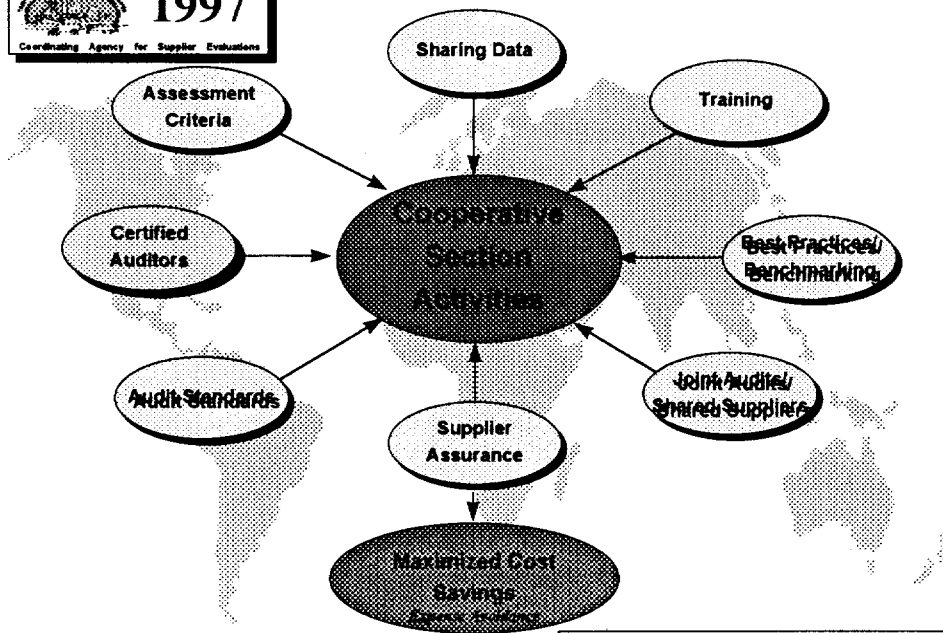 1997
Coordinating Agency for Supplier Evaluations
Sharing Data
Assessment
Criteria
Training
Cooperative
Section
Activities
Certified
Auditors
Best Practices/
Benchmarking
Audit Standards
Joint Audits/
Shared Suppliers
Supplier
Assurance
Maximized Cost
Savings